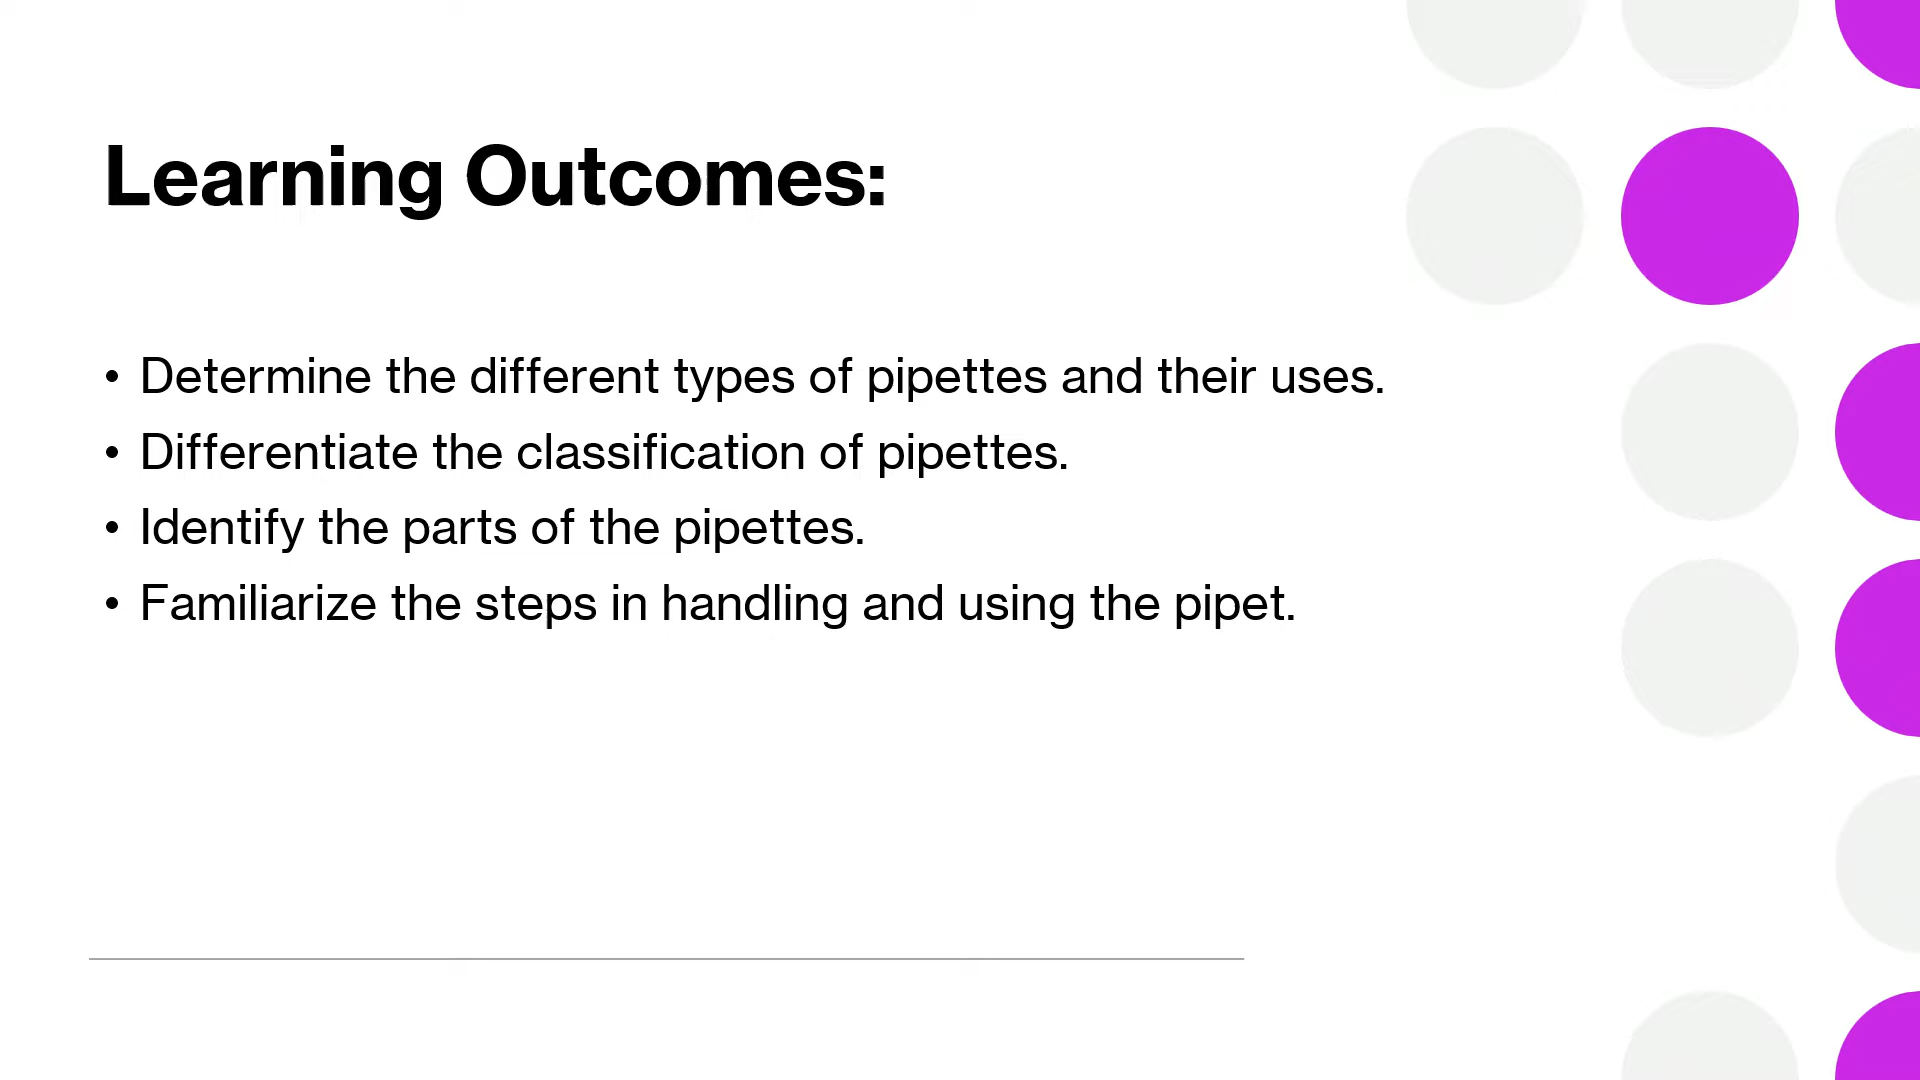 Learning Outcomes:
• Determine the different types of pipettes and their uses.
• Differentiate the classification of pipettes.
• Identify the parts of the pipettes.
• Familiarize the steps in handling and using the pipet.